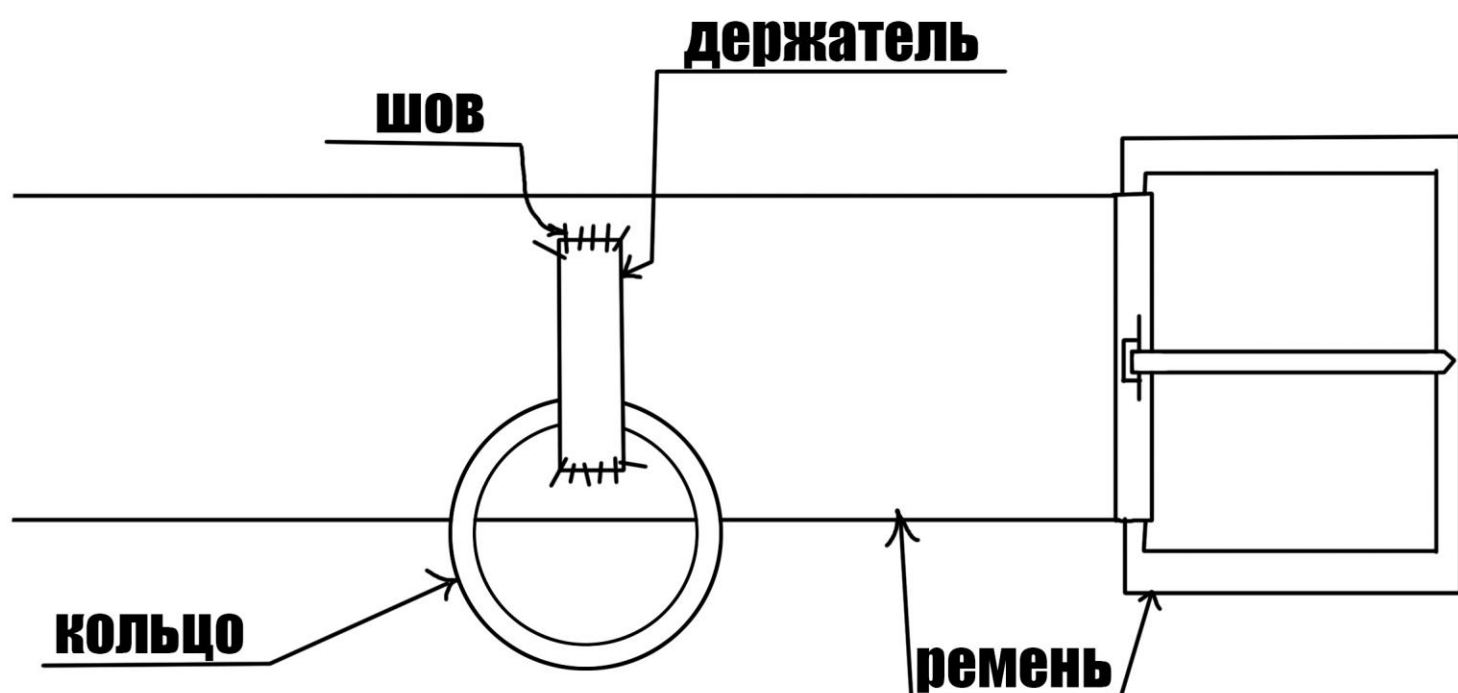 держатель
шов
кольцо
ремень